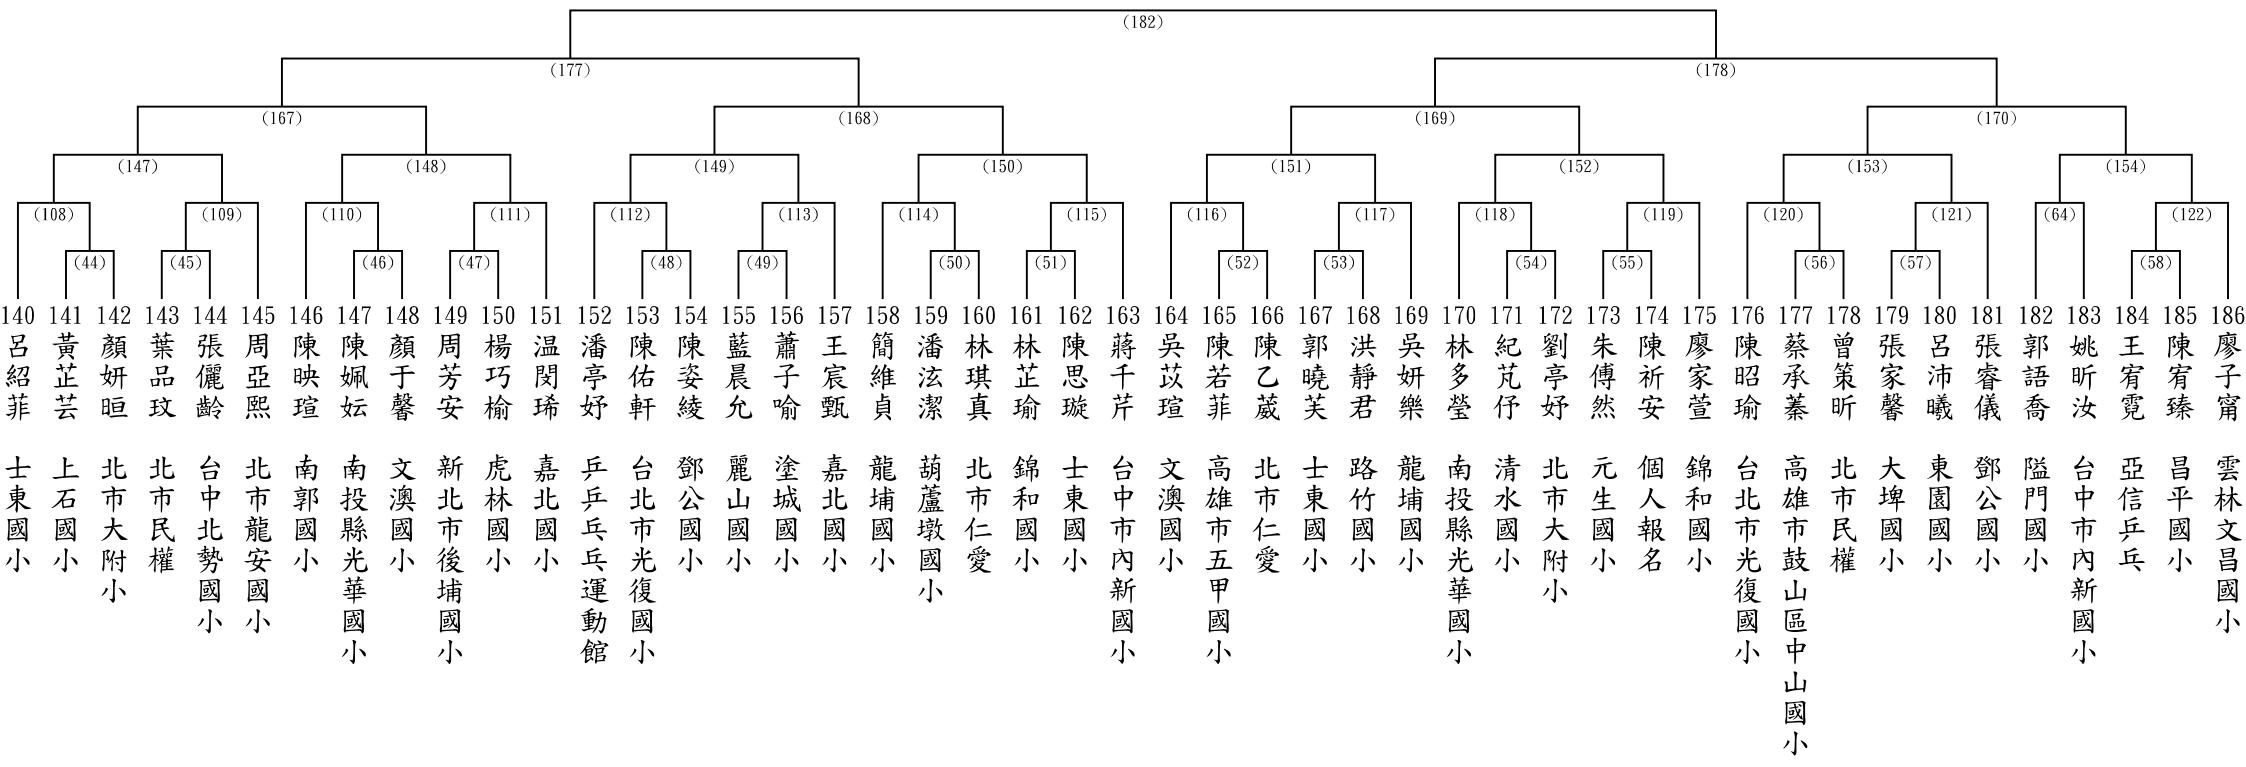 (182)
(177)
(178)
(167)
(168)
(169)
(170)
(147)
(148)
(149)
(150)
(151)
(152)
(153)
(154)
(108)
(109)
(110)
(111)
(112)
(113)
(114)
(115)
(116)
(117)
(118)
(119)
(120)
(121)
(64)
(122)
(44)
(45)
(46)
(47)
(48)
(49)
(50)
(51)
(52)
(53)
(54)
(55)
(56)
(57)
(58)
140 呂紹菲 士東國小
141 黃芷芸 上石國小
142 顏妍晅 北市大附小
143 葉品玟 北市民權
144 張儷齡 台中北勢國小
145 周亞熙 北市龍安國小
146 陳映瑄 南郭國小
147 陳姵妘 南投縣光華國小
148 顏于馨 文澳國小
149 周芳安 新北市後埔國小
150 楊巧榆 虎林國小
151 温閔琋 嘉北國小
152 潘亭妤 乒乒乓乓運動館
153 陳佑軒 台北市光復國小
154 陳姿綾 鄧公國小
155 藍晨允 麗山國小
156 蕭子喻 塗城國小
157 王宸甄 嘉北國小
158 簡維貞 龍埔國小
159 潘泫潔 葫蘆墩國小
160 林琪真 北市仁愛
161 林芷瑜 錦和國小
162 陳思璇 士東國小
163 蔣千芹 台中市內新國小
164 吳苡瑄 文澳國小
165 陳若菲 高雄市五甲國小
166 陳乙葳 北市仁愛
167 郭曉芙 士東國小
168 洪靜君 路竹國小
169 吳妍樂 龍埔國小
170 林多瑩 南投縣光華國小
171 紀芃伃 清水國小
172 劉亭妤 北市大附小
173 朱傅然 元生國小
174 陳祈安 個人報名
175 廖家萱 錦和國小
176 陳昭瑜 台北市光復國小
177 蔡承蓁 高雄市鼓山區中山國小
178 曾策昕 北市民權
179 張家馨 大埤國小
180 呂沛曦 東園國小
181 張睿儀 鄧公國小
182 郭語喬 隘門國小
183 姚昕汝 台中市內新國小
184 王宥霓 亞信乒乓
185 陳宥臻 昌平國小
186 廖子甯 雲林文昌國小